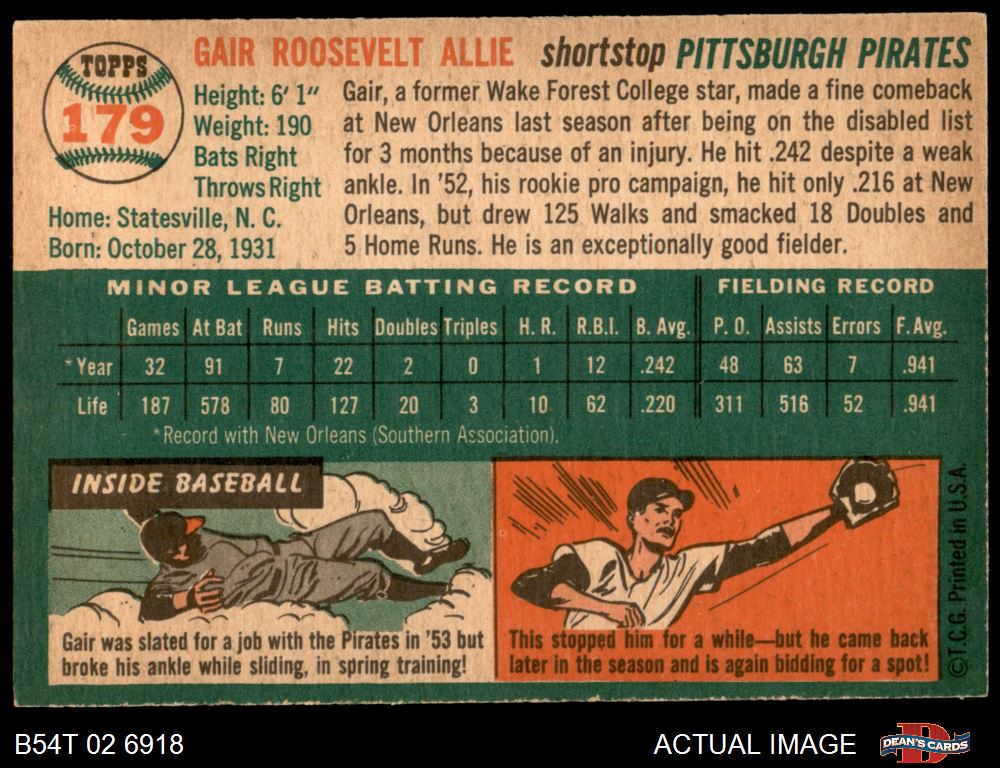 TOPPS
179
GAIR ROOSEVELT ALLIE shortstop PITTSBURGH PIRATES
Height: 6' 1"
Weight: 190
Bats Right
Throws Right
Home: Statesville, N. C.
Born: October 28, 1931
Gair, a former Wake Forest College star, made a fine comeback
at New Orleans last season after being on the disabled list
for 3 months because of an injury. He hit .242 despite a weak
ankle. In '52, his rookie pro campaign, he hit only .216 at New
Orleans, but drew 125 Walks and smacked 18 Doubles and
5 Home Runs. He is an exceptionally good fielder.
MINOR LEAGUE BATTING RECORD FIELDING RECORD
Games At Bat Runs Hits Doubles Triples H. R. R.B.I. B. Avg. P. O. Assists Errors F. Avg.
*Year 32 91 7 22 2 0 1 12 .242 48 63 7 .941
Life 187 578 80 127 20 3 10 62 .220 311 516 52 .941
*Record with New Orleans (Southern Association).
INSIDE BASEBALL
Gair was slated for a job with the Pirates in '53 but
broke his ankle while sliding, in spring training!
This stopped him for a while—but he came back
later in the season and is again bidding for a spot!
©T.C.G. Printed in U.S.A.
B54T 02 6918
ACTUAL IMAGE
DEAN'S CARDS